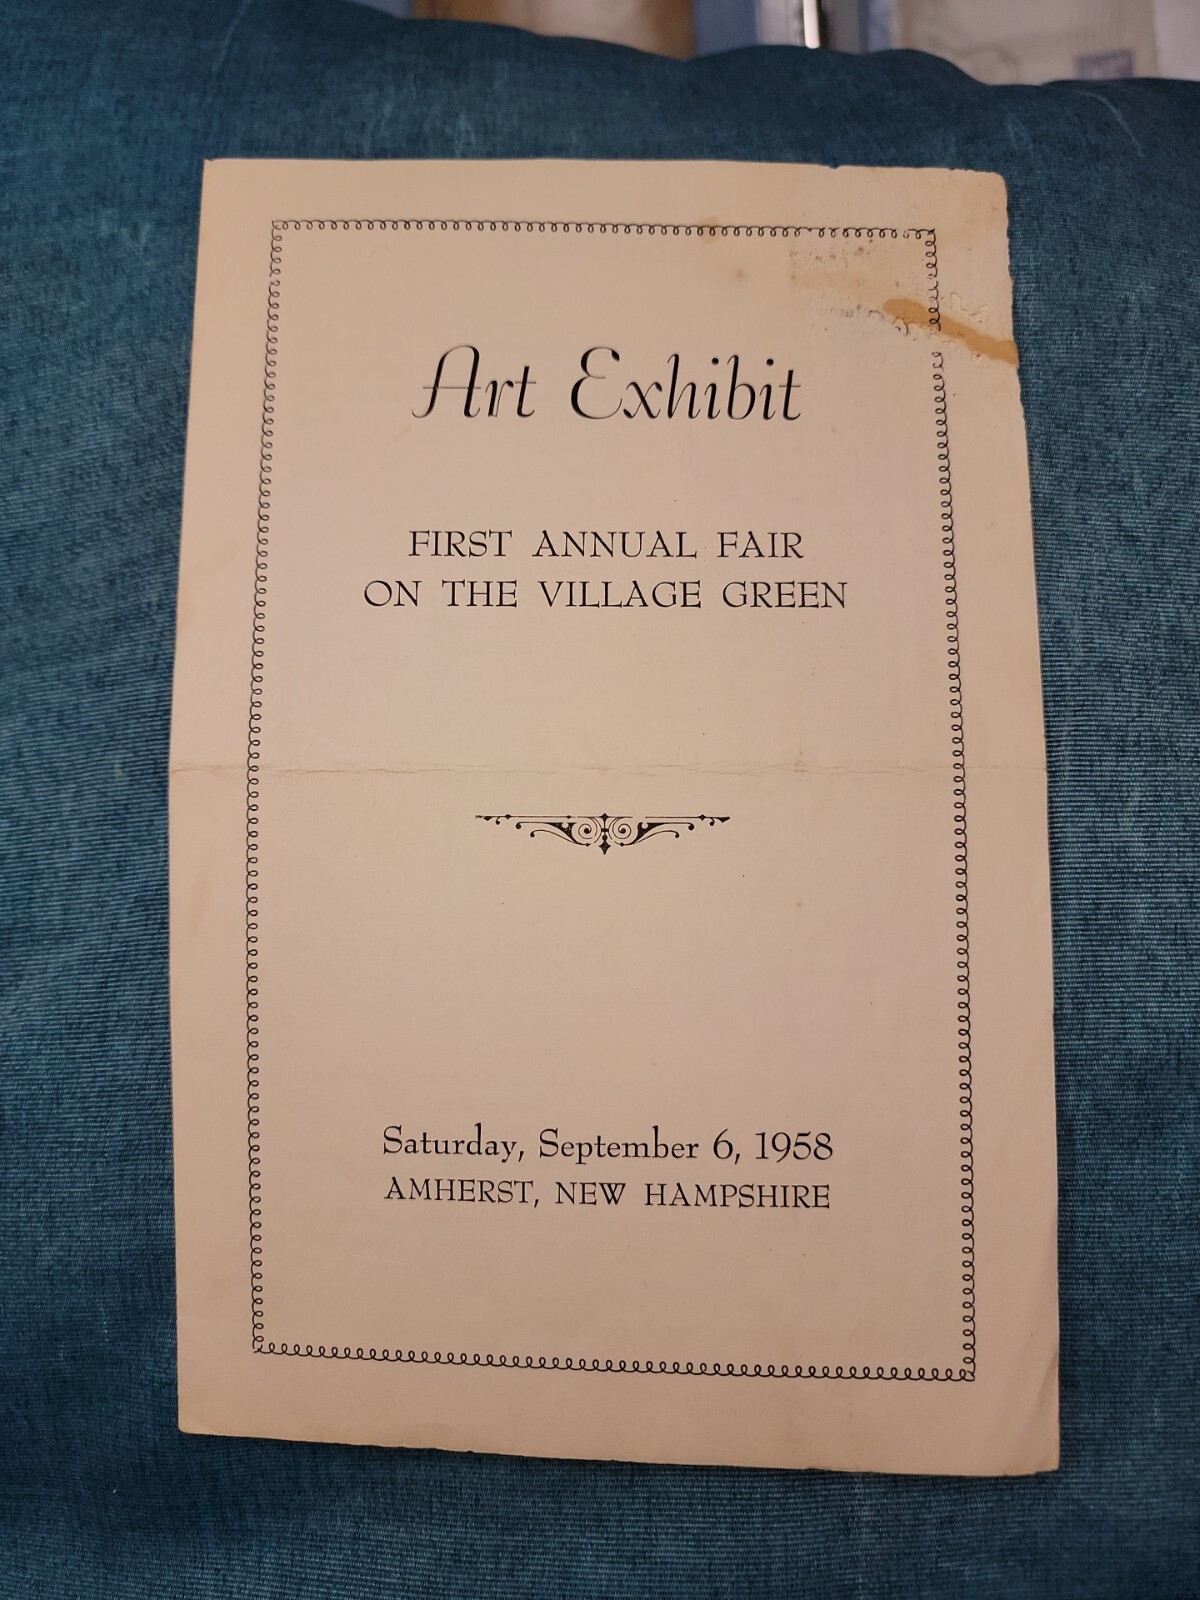 Art Exhibit
FIRST ANNUAL FAIR
ON THE VILLAGE GREEN
Saturday, September 6, 1958
AMHERST, NEW HAMPSHIRE